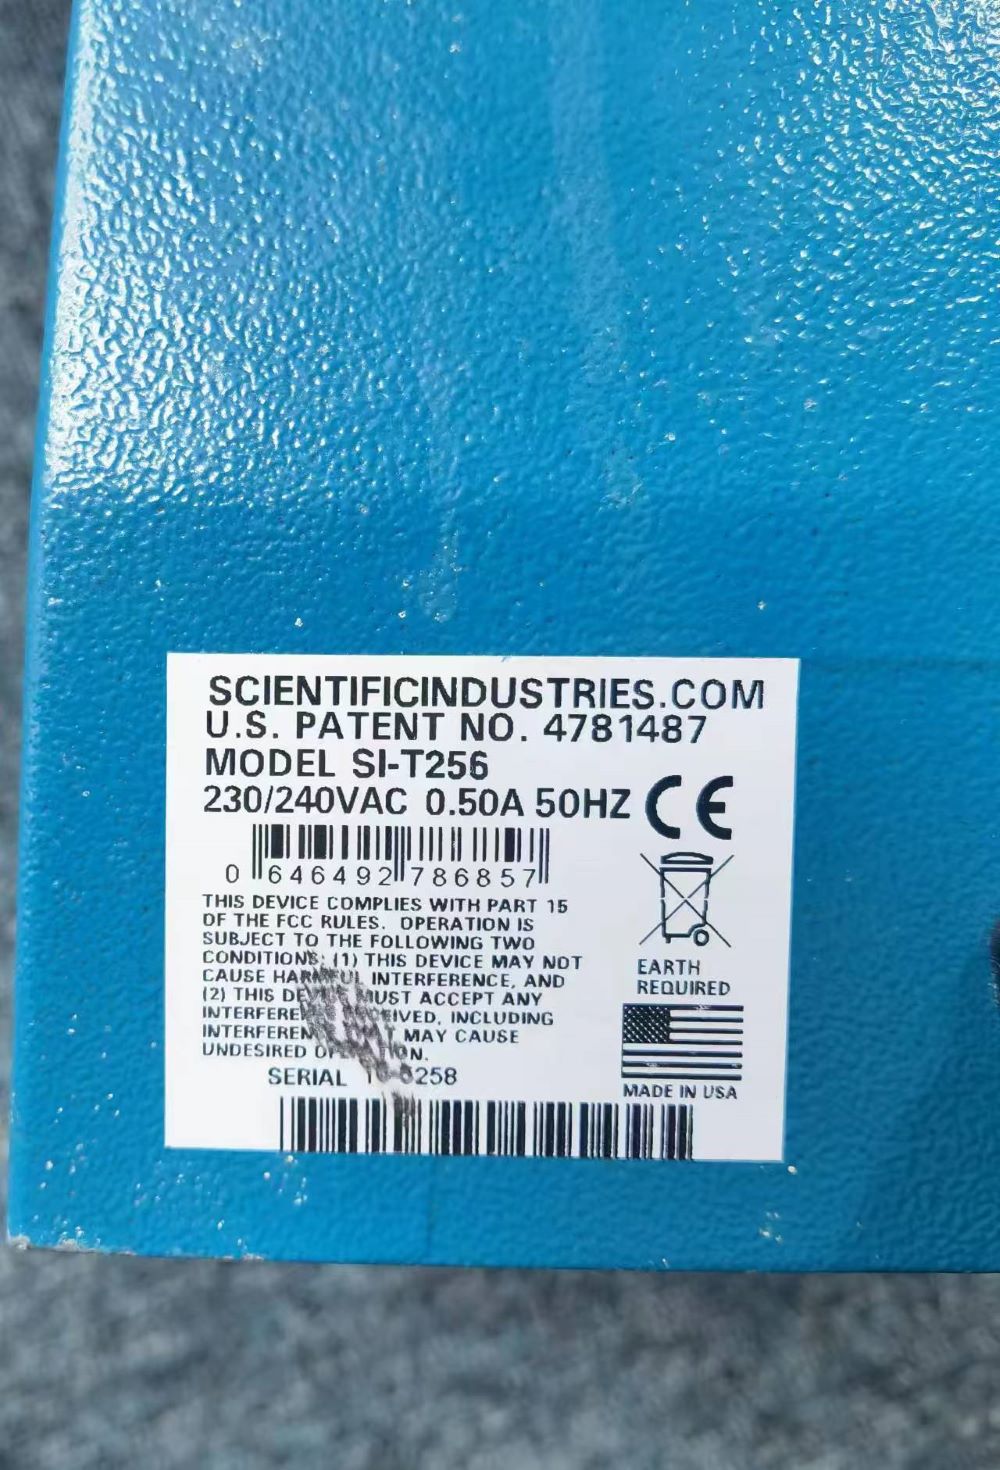 SCIENTIFICINDUSTRIES.COM
U.S. PATENT NO. 4781487
MODEL SI-T256
230/240VAC 0.50A 50HZ CE
0 646492 786857
THIS DEVICE COMPLIES WITH PART 15
OF THE FCC RULES. OPERATION IS
SUBJECT TO THE FOLLOWING TWO
CONDITIONS: (1) THIS DEVICE MAY NOT
CAUSE HARMFUL INTERFERENCE, AND
(2) THIS DEVICE MUST ACCEPT ANY
INTERFERENCE RECEIVED, INCLUDING
INTERFERENCE THAT MAY CAUSE
UNDESIRED OPERATION.
SERIAL
EARTH
REQUIRED
MADE IN USA